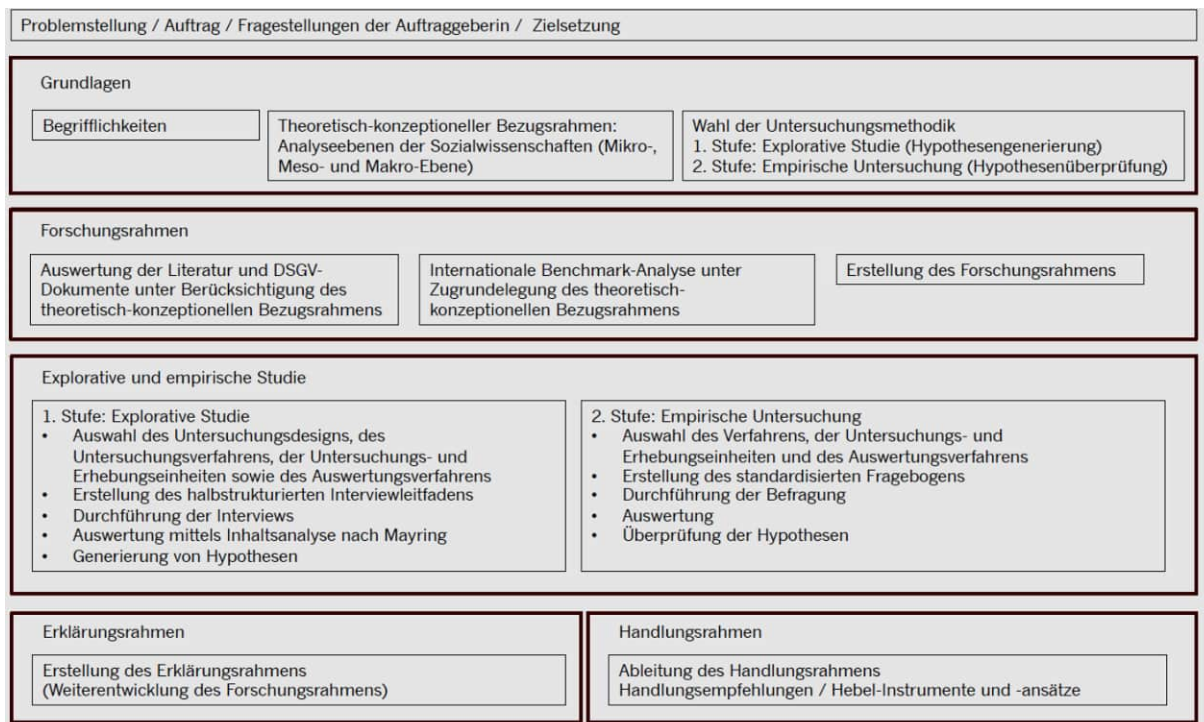 Problemstellung / Auftrag / Fragestellungen der Auftraggeberin / Zielsetzung
Grundlagen
Begrifflichkeiten
Theoretisch-konzeptioneller Bezugsrahmen:
Analyseebenen der Sozialwissenschaften (Mikro-,
Meso- und Makro-Ebene)
Wahl der Untersuchungsmethodik
1. Stufe: Explorative Studie (Hypothesengenerierung)
2. Stufe: Empirische Untersuchung (Hypothesenüberprüfung)
Forschungsrahmen
Auswertung der Literatur und DSGV-
Dokumente unter Berücksichtigung des
theoretisch-konzeptionellen Bezugsrahmens
Internationale Benchmark-Analyse unter
Zugrundelegung des theoretisch-
konzeptionellen Bezugsrahmens
Erstellung des Forschungsrahmens
Explorative und empirische Studie
1. Stufe: Explorative Studie
• Auswahl des Untersuchungsdesigns, des
Untersuchungsverfahrens, der Untersuchungs- und
Erhebungseinheiten sowie des Auswertungsverfahrens
• Erstellung des halbstrukturierten Interviewleitfadens
• Durchführung der Interviews
• Auswertung mittels Inhaltsanalyse nach Mayring
• Generierung von Hypothesen
2. Stufe: Empirische Untersuchung
• Auswahl des Verfahrens, der Untersuchungs- und
Erhebungseinheiten und des Auswertungsverfahrens
• Erstellung des standardisierten Fragebogens
• Durchführung der Befragung
• Auswertung
• Überprüfung der Hypothesen
Erklärungsrahmen
Erstellung des Erklärungsrahmens
(Weiterentwicklung des Forschungsrahmens)
Handlungsrahmen
Ableitung des Handlungsrahmens
Handlungsempfehlungen / Hebel-Instrumente und -ansätze